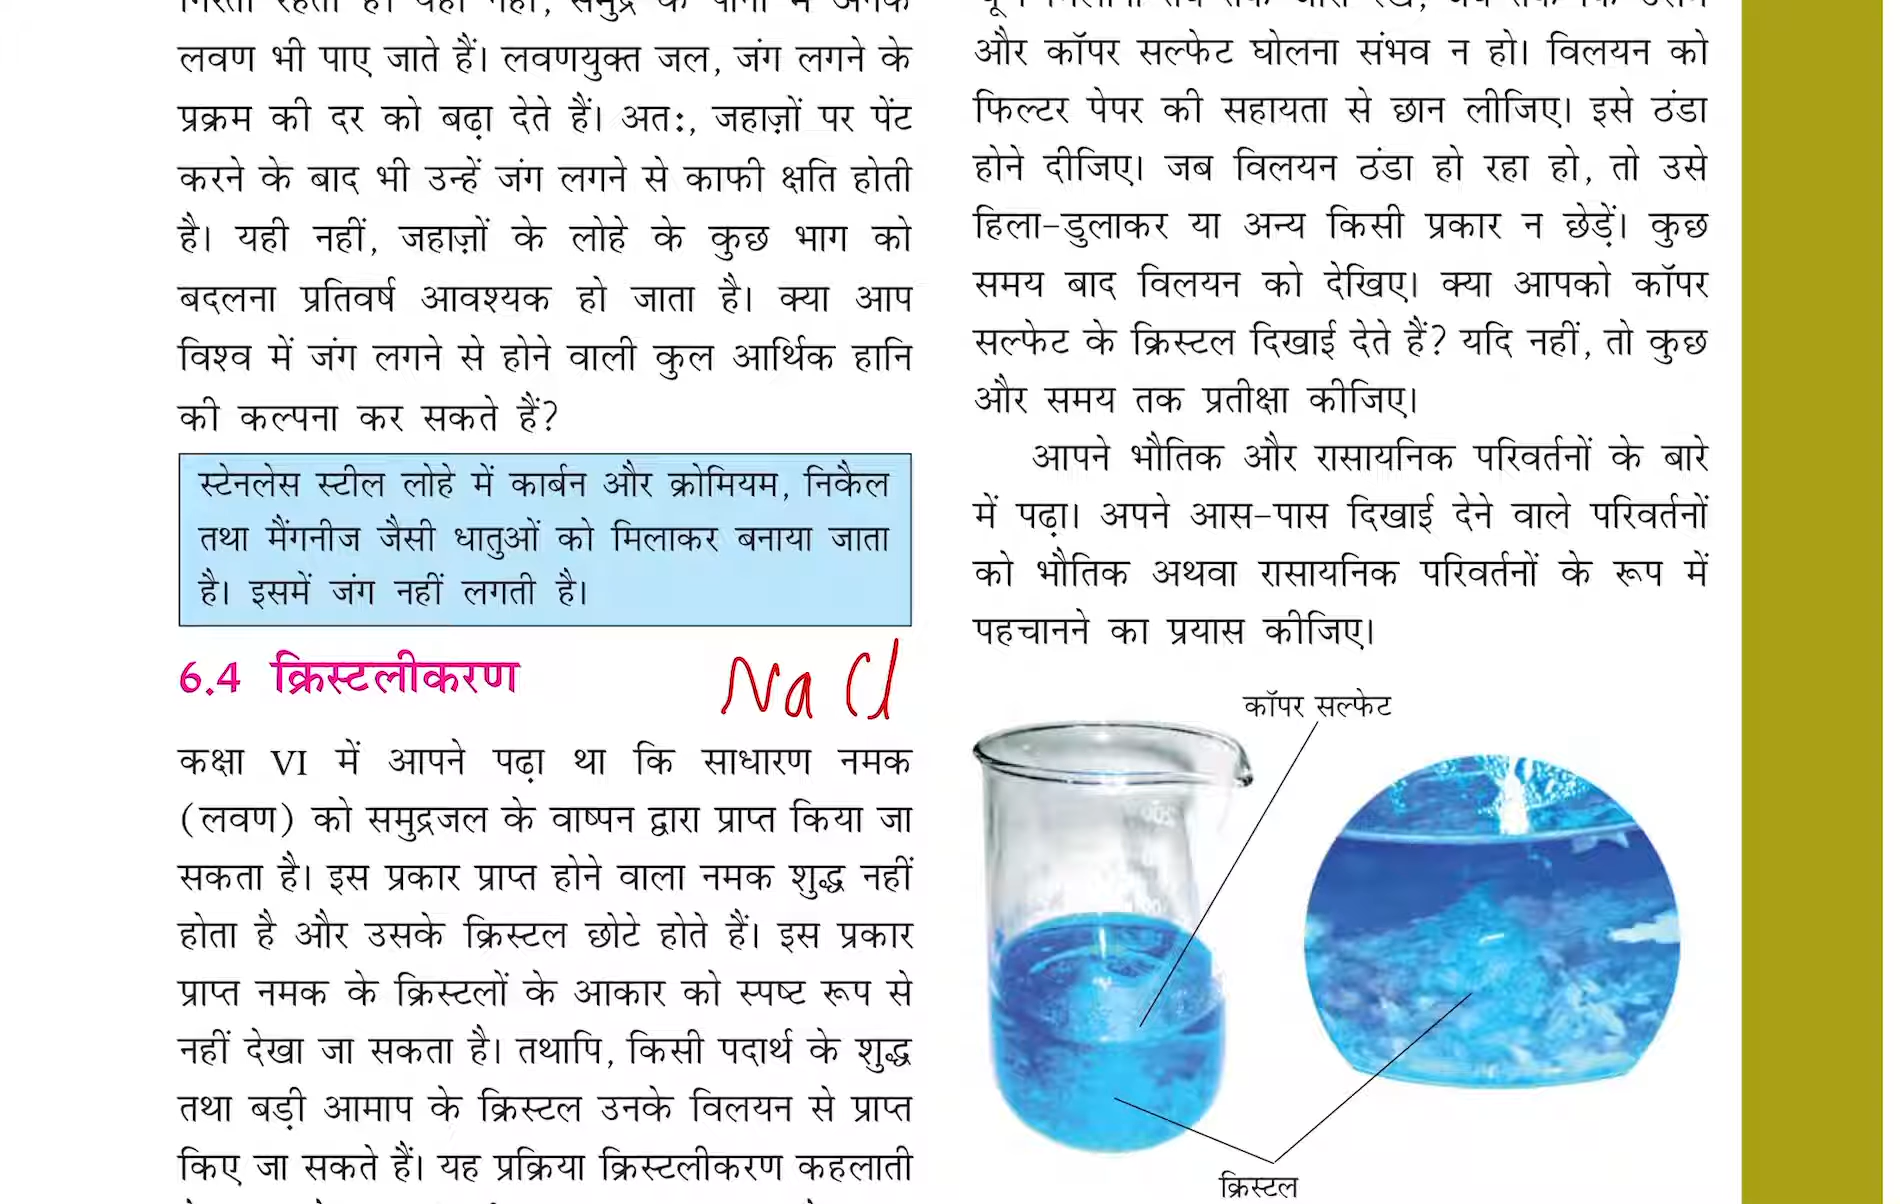 लवण भी पाए जाते हैं। लवणयुक्त जल, जंग लगने के
प्रक्रम की दर को बढ़ा देते हैं। अतः, जहाज़ों पर पेंट
करने के बाद भी उन्हें जंग लगने से काफी क्षति होती
है। यही नहीं, जहाज़ों के लोहे के कुछ भाग को
बदलना प्रतिवर्ष आवश्यक हो जाता है। क्या आप
विश्व में जंग लगने से होने वाली कुल आर्थिक हानि
की कल्पना कर सकते हैं?
स्टेनलेस स्टील लोहे में कार्बन और क्रोमियम, निकैल
तथा मैंगनीज जैसी धातुओं को मिलाकर बनाया जाता
है। इसमें जंग नहीं लगती है।
6.4 क्रिस्टलीकरण
NaCl
कक्षा VI में आपने पढ़ा था कि साधारण नमक
(लवण) को समुद्रजल के वाष्पन द्वारा प्राप्त किया जा
सकता है। इस प्रकार प्राप्त होने वाला नमक शुद्ध नहीं
होता है और उसके क्रिस्टल छोटे होते हैं। इस प्रकार
प्राप्त नमक के क्रिस्टलों के आकार को स्पष्ट रूप से
नहीं देखा जा सकता है। तथापि, किसी पदार्थ के शुद्ध
तथा बड़ी आमाप के क्रिस्टल उनके विलयन से प्राप्त
किए जा सकते हैं। यह प्रक्रिया क्रिस्टलीकरण कहलाती
और कॉपर सल्फेट घोलना संभव न हो। विलयन को
फिल्टर पेपर की सहायता से छान लीजिए। इसे ठंडा
होने दीजिए। जब विलयन ठंडा हो रहा हो, तो उसे
हिला-डुलाकर या अन्य किसी प्रकार न छेड़ें। कुछ
समय बाद विलयन को देखिए। क्या आपको कॉपर
सल्फेट के क्रिस्टल दिखाई देते हैं? यदि नहीं, तो कुछ
और समय तक प्रतीक्षा कीजिए।
आपने भौतिक और रासायनिक परिवर्तनों के बारे
में पढ़ा। अपने आस-पास दिखाई देने वाले परिवर्तनों
को भौतिक अथवा रासायनिक परिवर्तनों के रूप में
पहचानने का प्रयास कीजिए।
कॉपर सल्फेट
क्रिस्टल